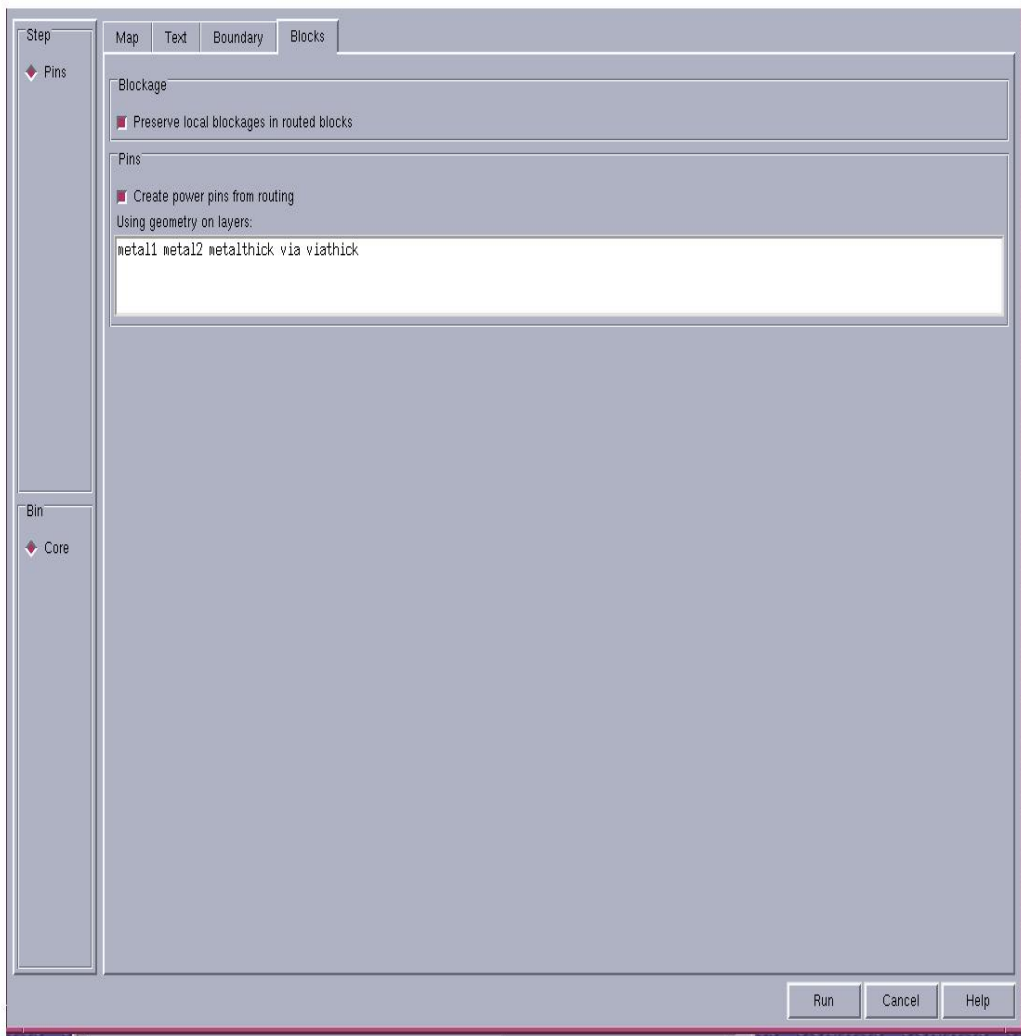 Step
Pins
Bin
Core
Map Text Boundary Blocks
Blockage
Preserve local blockages in routed blocks
Pins
Create power pins from routing
Using geometry on layers:
metal1 metal2 metalthick via viathick
Run Cancel Help